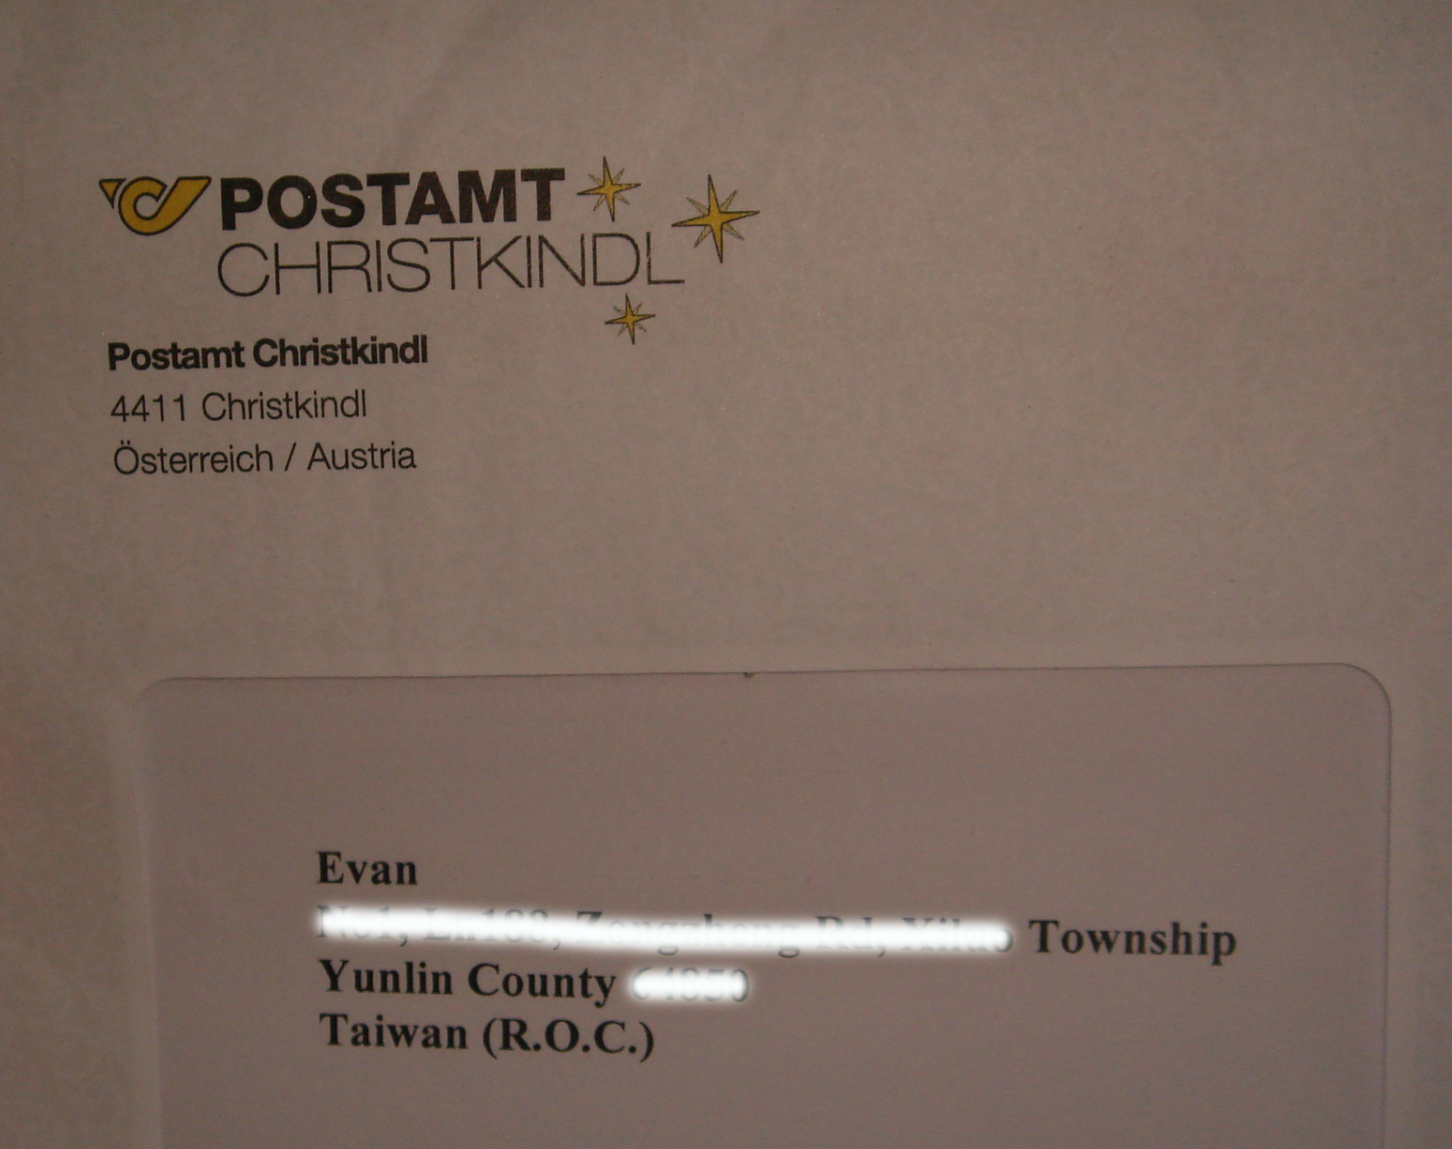 POSTAMT
CHRISTKINDL
Postamt Christkindl
4411 Christkindl
Österreich / Austria
Evan
Township
Yunlin County
Taiwan (R.O.C.)